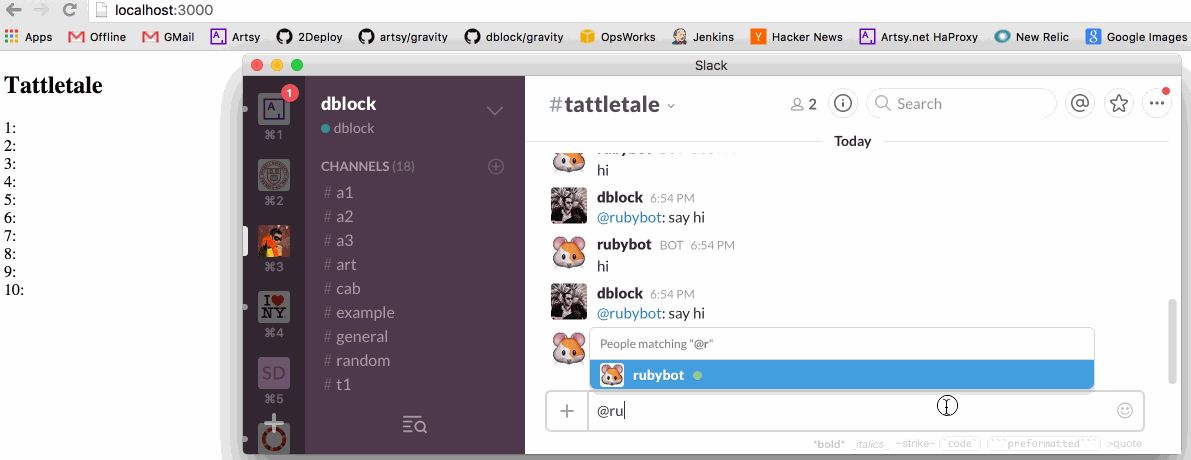 localhost:3000
Apps Offline GMail Artsy 2Deploy artsy/gravity dblock/gravity OpsWorks Jenkins Hacker News Artsy.net HaProxy New Relic Google Images
Tattletale
1:
2:
3:
4:
5:
6:
7:
8:
9:
10:
Slack
1
⌘1
⌘2
⌘3
I ♥ NY
⌘4
SD
⌘5
dblock
dblock
CHANNELS (18)
# a1
# a2
# a3
# art
# cab
# example
# general
# random
# t1
#tattletale
2
Search
Today
hi
dblock 6:54 PM
@rubybot: say hi
rubybot BOT 6:54 PM
hi
dblock 6:54 PM
@rubybot: say hi
People matching "@r"
rubybot
@ru
*bold* _italics_ ~strike~ `code` ```preformatted``` >quote